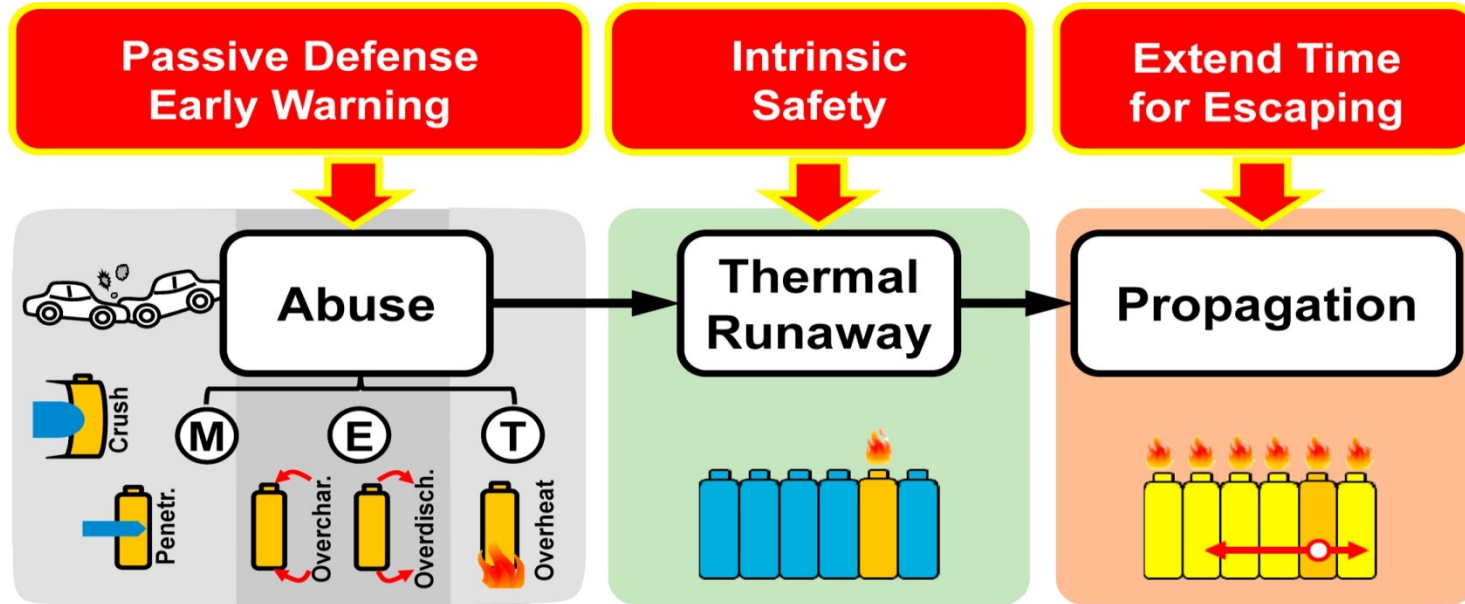 Passive Defense
Early Warning
Intrinsic
Safety
Extend Time
for Escaping
Abuse
Thermal
Runaway
Propagation
Crush
M
E
T
Penetr.
Overchar.
Overdisch.
Overheat